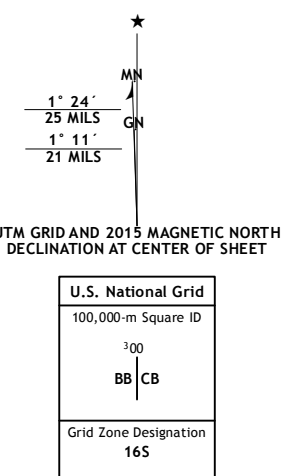 ★
MN
1° 24´
25 MILS
GN
1° 11´
21 MILS
UTM GRID AND 2015 MAGNETIC NORTH
DECLINATION AT CENTER OF SHEET
U.S. National Grid
100,000-m Square ID
³00
BB CB
Grid Zone Designation
16S